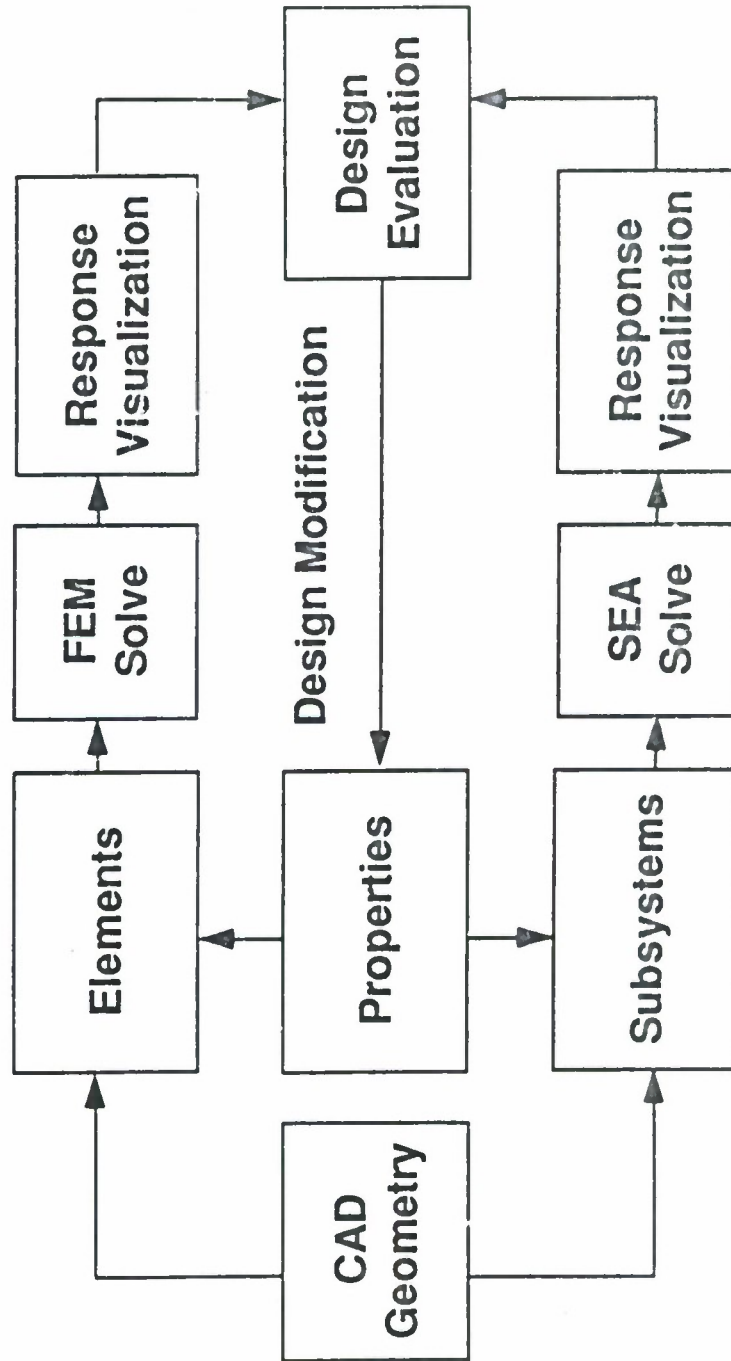 Elements
FEM
Solve
Response
Visualization
CAD
Geometry
Properties
Design Modification
Design
Evaluation
Subsystems
SEA
Solve
Response
Visualization